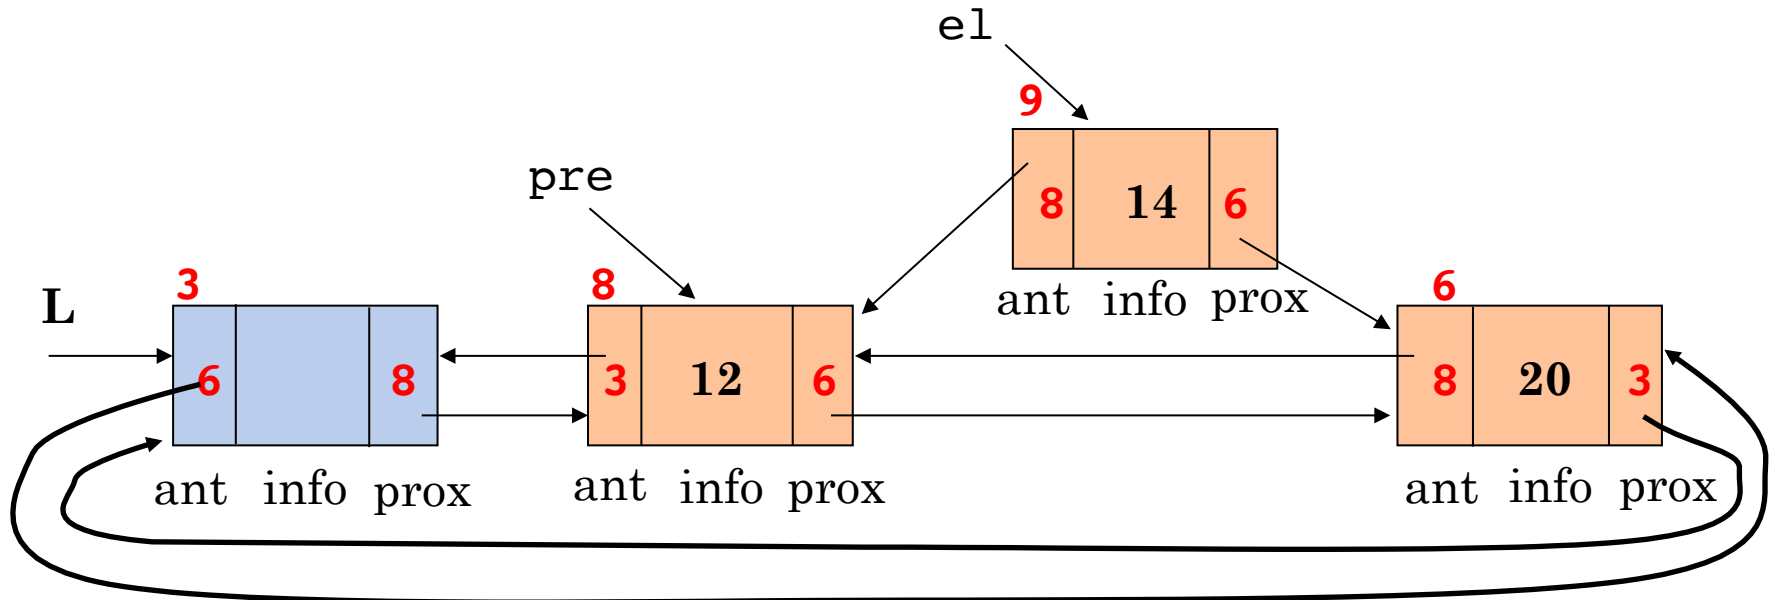 el
9
pre
8 14 6
3 8 ant info prox 6
L
6 8 3 12 6 8 20 3
ant info prox ant info prox ant info prox